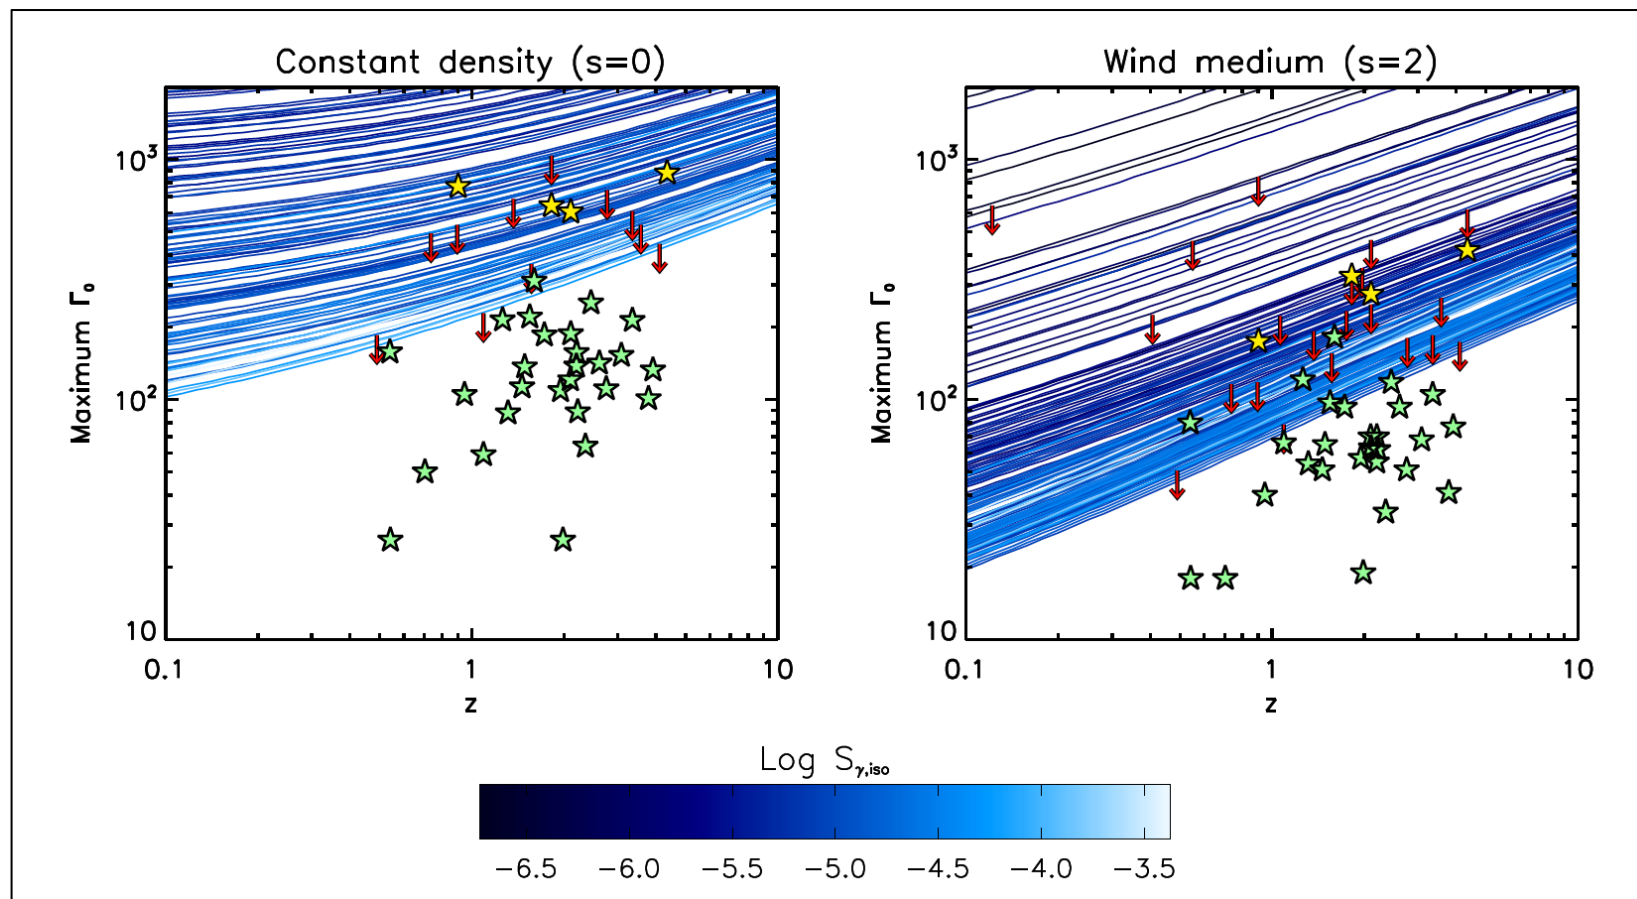 Constant density (s=0)
Wind medium (s=2)
Maximum Γ₀
10³
10²
10
0.1
1
10
z
Maximum Γ₀
10³
10²
10
0.1
1
10
z
Log S_γ,iso
−6.5
−6.0
−5.5
−5.0
−4.5
−4.0
−3.5